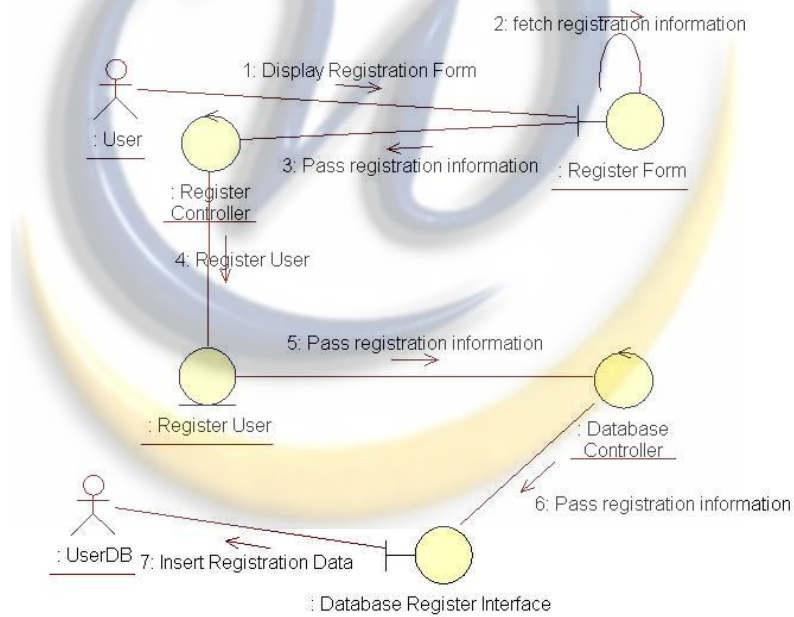 2: fetch registration information
1: Display Registration Form
: User
3: Pass registration information
: Register Form
: Register
Controller
4: Register User
5: Pass registration information
: Register User
: Database
Controller
6: Pass registration information
: UserDB
7: Insert Registration Data
: Database Register Interface